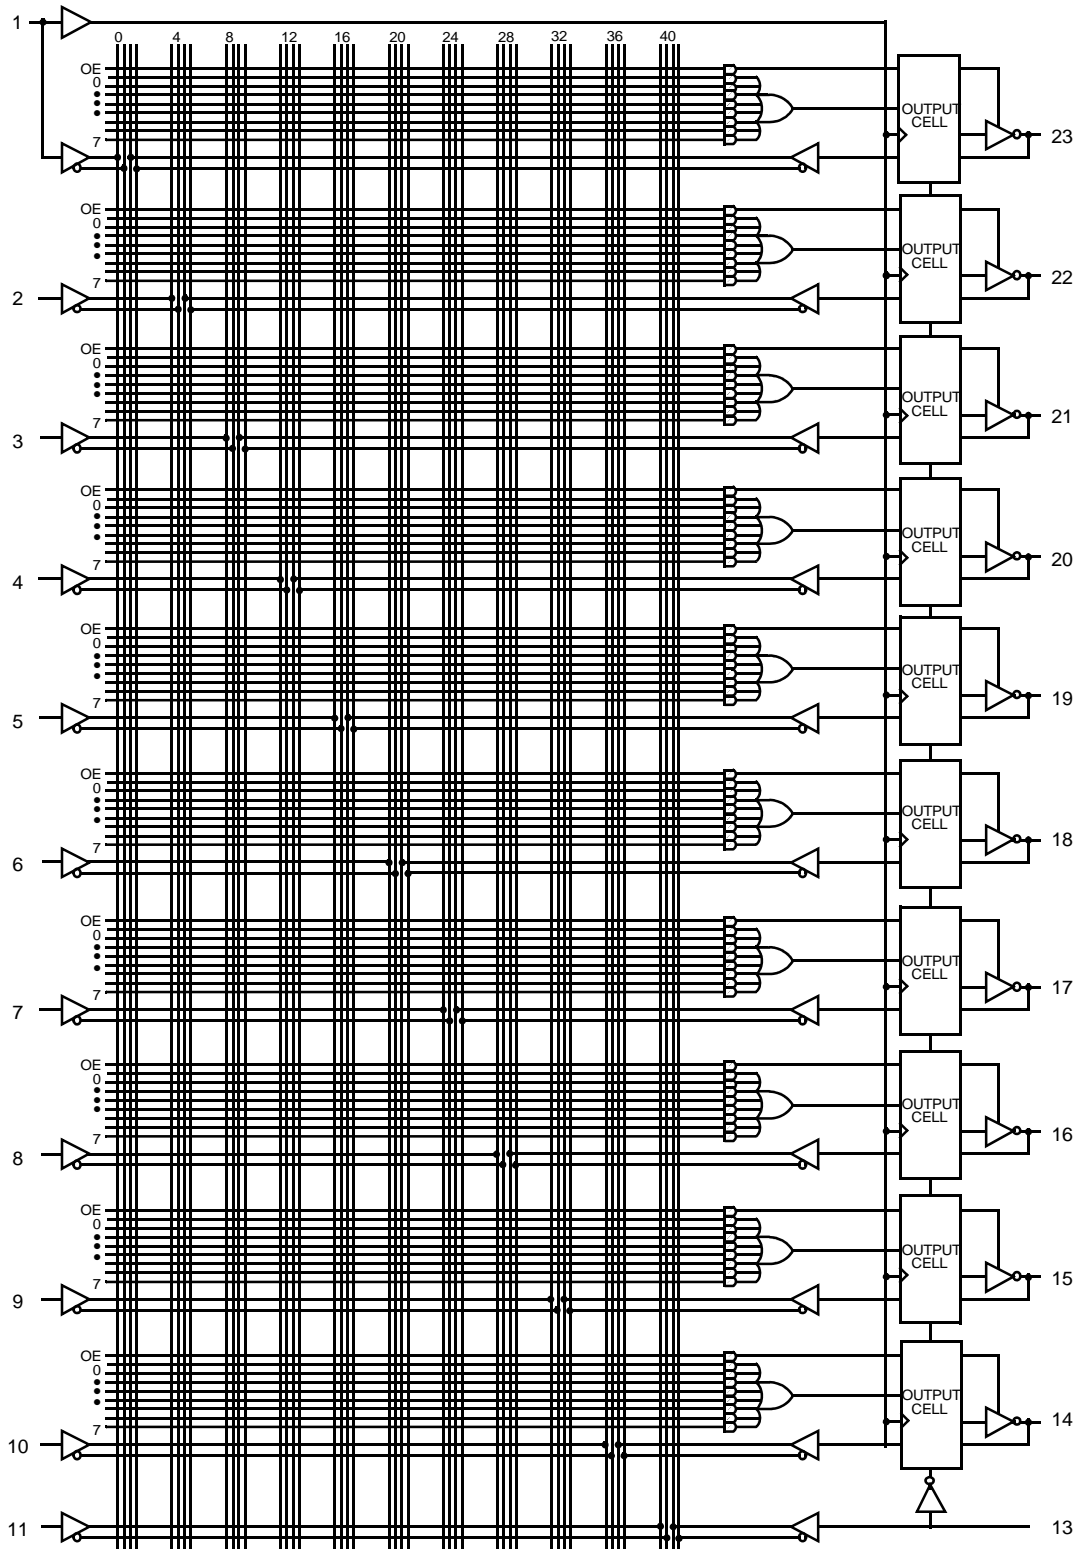 1
0 4 8 12 16 20 24 28 32 36 40
OE
0
7
OUTPUT
CELL
23
OE
0
7
OUTPUT
CELL
2
22
OE
0
7
OUTPUT
CELL
3
21
OE
0
7
OUTPUT
CELL
4
20
OE
0
7
OUTPUT
CELL
5
19
OE
0
7
OUTPUT
CELL
6
18
OE
0
7
OUTPUT
CELL
7
17
OE
0
7
OUTPUT
CELL
8
16
OE
0
7
OUTPUT
CELL
9
15
OE
0
7
OUTPUT
CELL
10
14
11
13